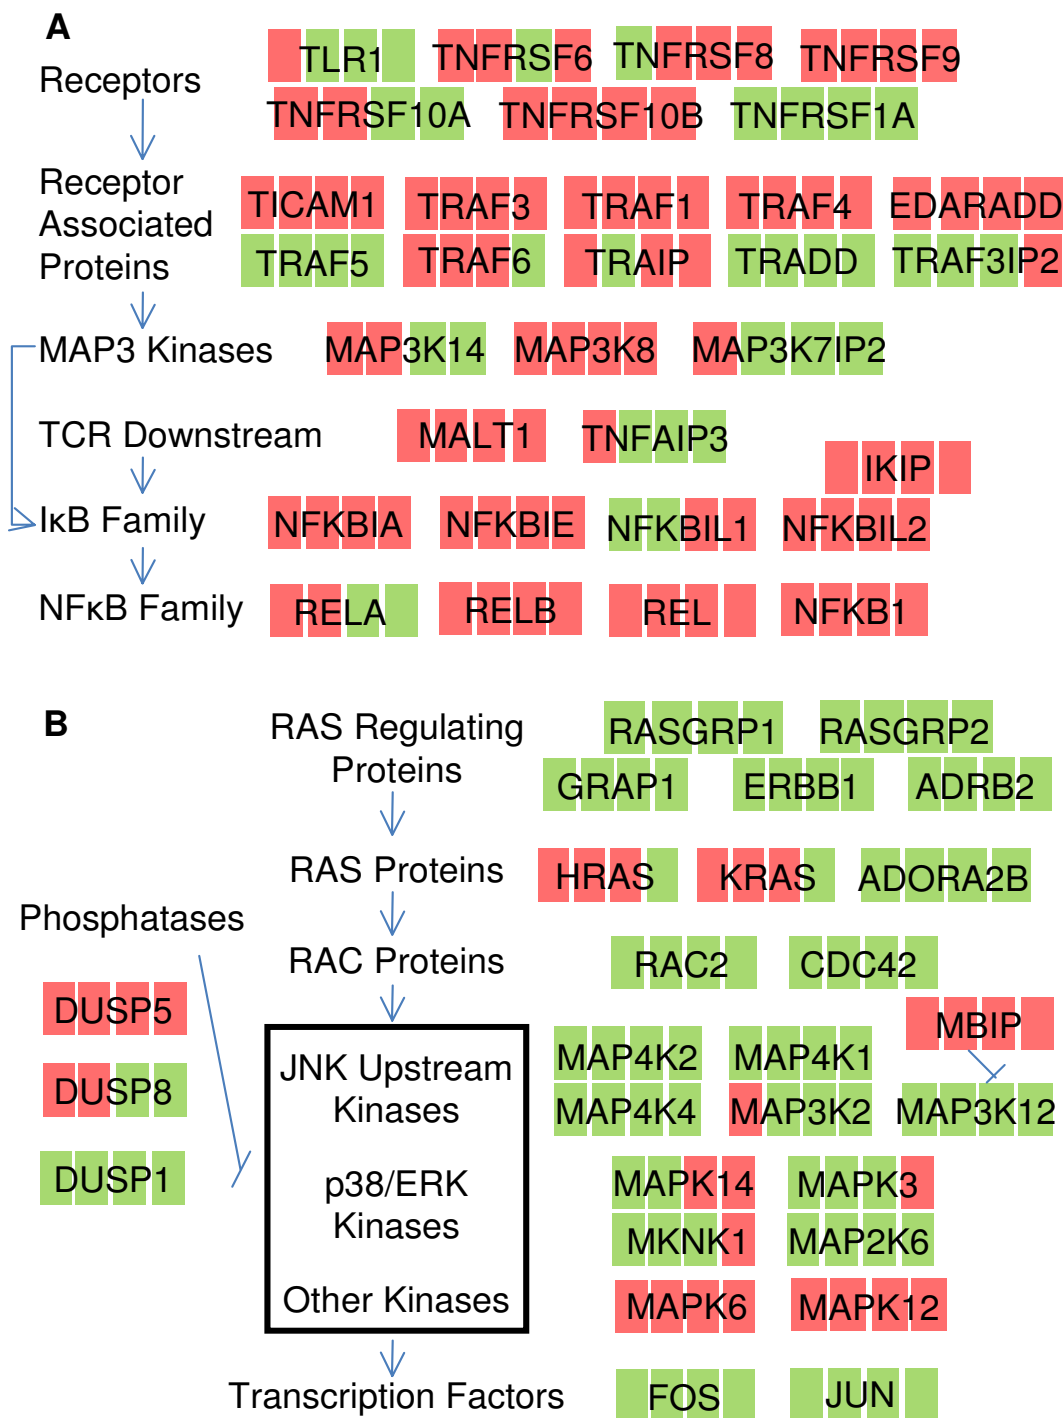 A
Receptors
TLR1 TNFRSF6 TNFRSF8 TNFRSF9
TNFRSF10A TNFRSF10B TNFRSF1A
Receptor
Associated
Proteins
TICAM1 TRAF3 TRAF1 TRAF4 EDARADD
TRAF5 TRAF6 TRAIP TRADD TRAF3IP2
MAP3 Kinases
MAP3K14 MAP3K8 MAP3K7IP2
TCR Downstream
MALT1 TNFAIP3
IKIP
IκB Family
NFKBIA NFKBIE NFKBIL1 NFKBIL2
NFκB Family
RELA RELB REL NFKB1
B
RAS Regulating
Proteins
RASGRP1 RASGRP2
GRAP1 ERBB1 ADRB2
RAS Proteins
HRAS KRAS ADORA2B
Phosphatases
RAC Proteins
RAC2 CDC42
DUSP5
DUSP8
DUSP1
JNK Upstream
Kinases
MBIP
MAP4K2 MAP4K1
MAP4K4 MAP3K2 MAP3K12
p38/ERK
Kinases
MAPK14 MAPK3
MKNK1 MAP2K6
Other Kinases
MAPK6 MAPK12
Transcription Factors
FOS JUN